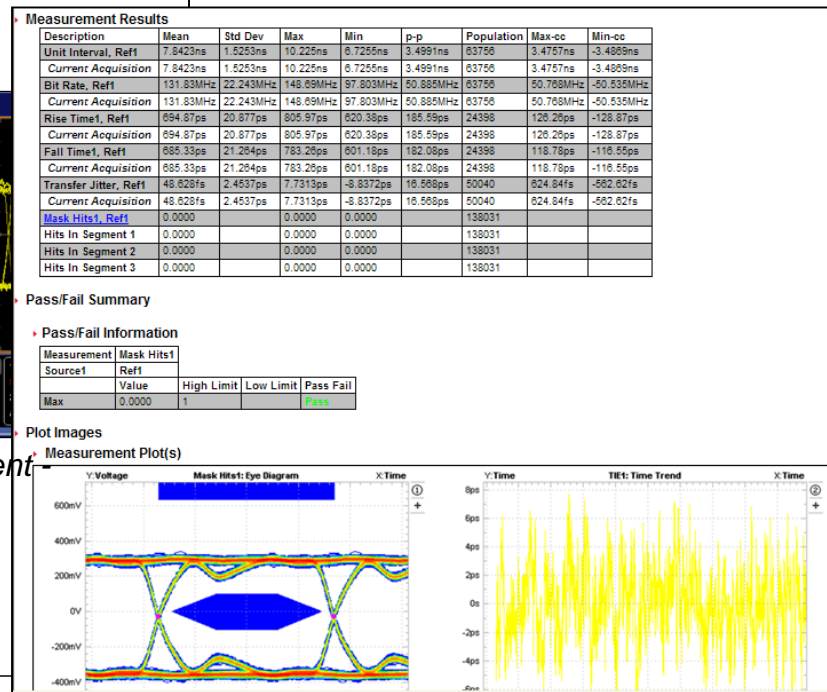 Measurement Results
Description Mean Std Dev Max Min p-p Population Max-cc Min-cc
Unit Interval, Ref1 7.8423ns 1.5253ns 10.225ns 6.7255ns 3.4991ns 63756 3.4757ns -3.4869ns
Current Acquisition 7.8423ns 1.5253ns 10.225ns 6.7255ns 3.4991ns 63756 3.4757ns -3.4869ns
Bit Rate, Ref1 131.83MHz 22.243MHz 148.69MHz 97.803MHz 50.885MHz 63756 50.768MHz -50.535MHz
Current Acquisition 131.83MHz 22.243MHz 148.69MHz 97.803MHz 50.885MHz 63756 50.768MHz -50.535MHz
Rise Time1, Ref1 694.87ps 20.877ps 805.97ps 620.38ps 185.59ps 24398 126.26ps -128.87ps
Current Acquisition 694.87ps 20.877ps 805.97ps 620.38ps 185.59ps 24398 126.26ps -128.87ps
Fall Time1, Ref1 685.33ps 21.264ps 783.26ps 601.18ps 182.08ps 24398 118.78ps -116.55ps
Current Acquisition 685.33ps 21.264ps 783.26ps 601.18ps 182.08ps 24398 118.78ps -116.55ps
Transfer Jitter, Ref1 48.628fs 2.4537ps 7.7313ps -8.8372ps 16.568ps 50040 624.84fs -562.62fs
Current Acquisition 48.628fs 2.4537ps 7.7313ps -8.8372ps 16.568ps 50040 624.84fs -562.62fs
Mask Hits1, Ref1 0.0000 0.0000 0.0000 138031
Hits In Segment 1 0.0000 0.0000 0.0000 138031
Hits In Segment 2 0.0000 0.0000 0.0000 138031
Hits In Segment 3 0.0000 0.0000 0.0000 138031
Pass/Fail Summary
Pass/Fail Information
Measurement Mask Hits1
Source1 Ref1
Value High Limit Low Limit Pass Fail
Max 0.0000 1 Pass
Plot Images
Measurement Plot(s)
ent -
Y:Voltage Mask Hits1: Eye Diagram X:Time
1
+
600mV
400mV
200mV
0V
-200mV
-400mV
Y:Time TIE1: Time Trend X:Time
2
+
8ps
6ps
4ps
2ps
0s
-2ps
-4ps
-6ps